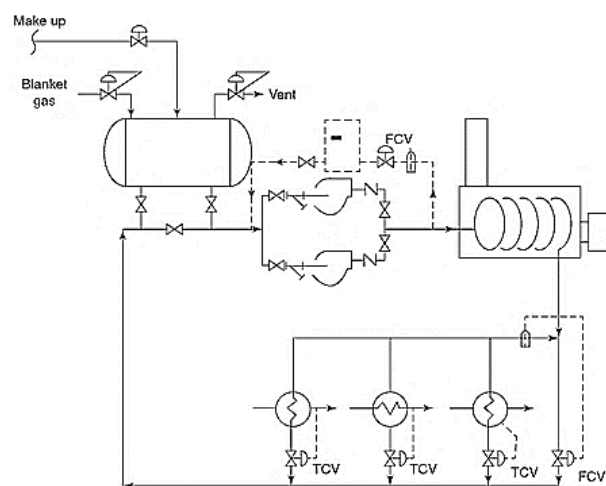 Make up
Blanket
gas
Vent
FCV
TCV
TCV
TCV
FCV